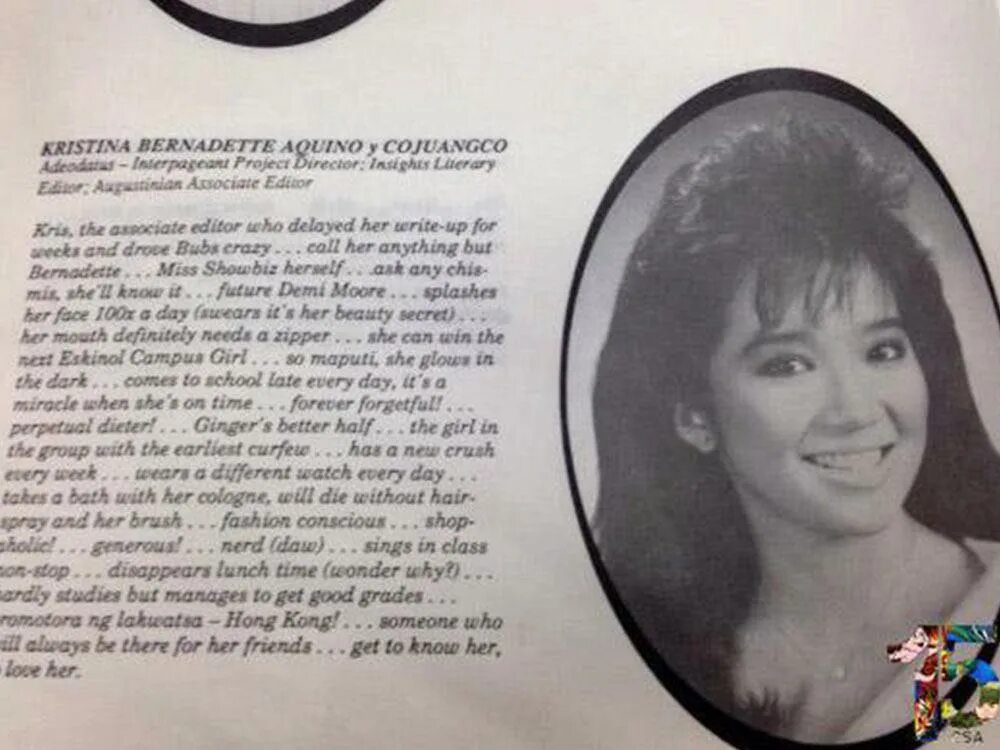 KRISTINA BERNADETTE AQUINO y COJUANGCO
Adeodatus – Interpageant Project Director; Insights Literary
Editor; Augustinian Associate Editor
Kris, the associate editor who delayed her write-up for
weeks and drove Bubs crazy . . . call her anything but
Bernadette . . . Miss Showbiz herself . . . ask any chis-
mis, she'll know it . . . future Demi Moore . . . splashes
her face 100x a day (swears it's her beauty secret) . . .
her mouth definitely needs a zipper . . . she can win the
next Eskinol Campus Girl . . . so maputi, she glows in
the dark . . . comes to school late every day, it's a
miracle when she's on time . . . forever forgetful! . . .
perpetual dieter! . . . Ginger's better half . . . the girl in
the group with the earliest curfew . . . has a new crush
every week . . . wears a different watch every day . . .
takes a bath with her cologne, will die without hair-
spray and her brush . . . fashion conscious . . . shop-
aholic! . . . generous! . . . nerd (daw) . . . sings in class
non-stop . . . disappears lunch time (wonder why?) . . .
hardly studies but manages to get good grades . . .
romotora ng lakwatsa – Hong Kong! . . . someone who
ill always be there for her friends . . . get to know her,
love her.
CSA